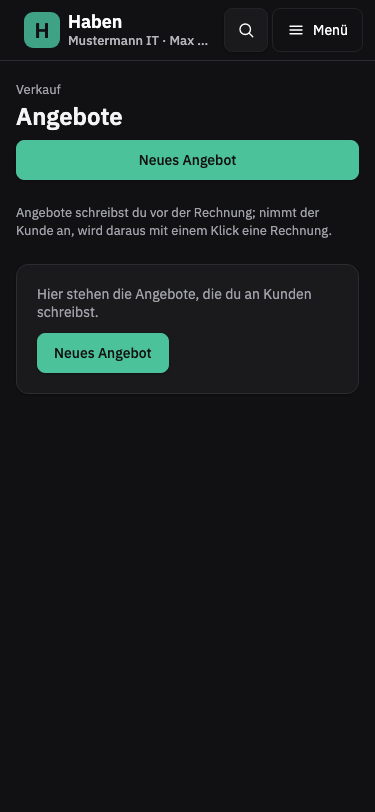 H
Haben
Mustermann IT · Max ...
Menü
Verkauf
Angebote
Neues Angebot
Angebote schreibst du vor der Rechnung; nimmt der
Kunde an, wird daraus mit einem Klick eine Rechnung.
Hier stehen die Angebote, die du an Kunden
schreibst.
Neues Angebot